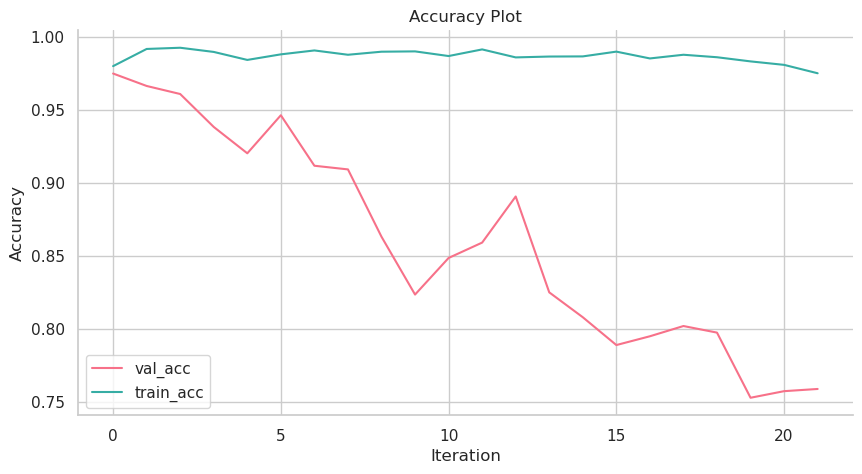 Accuracy Plot
1.00
0.95
0.90
0.85
0.80
0.75
Accuracy
val_acc
train_acc
0 5 10 15 20
Iteration